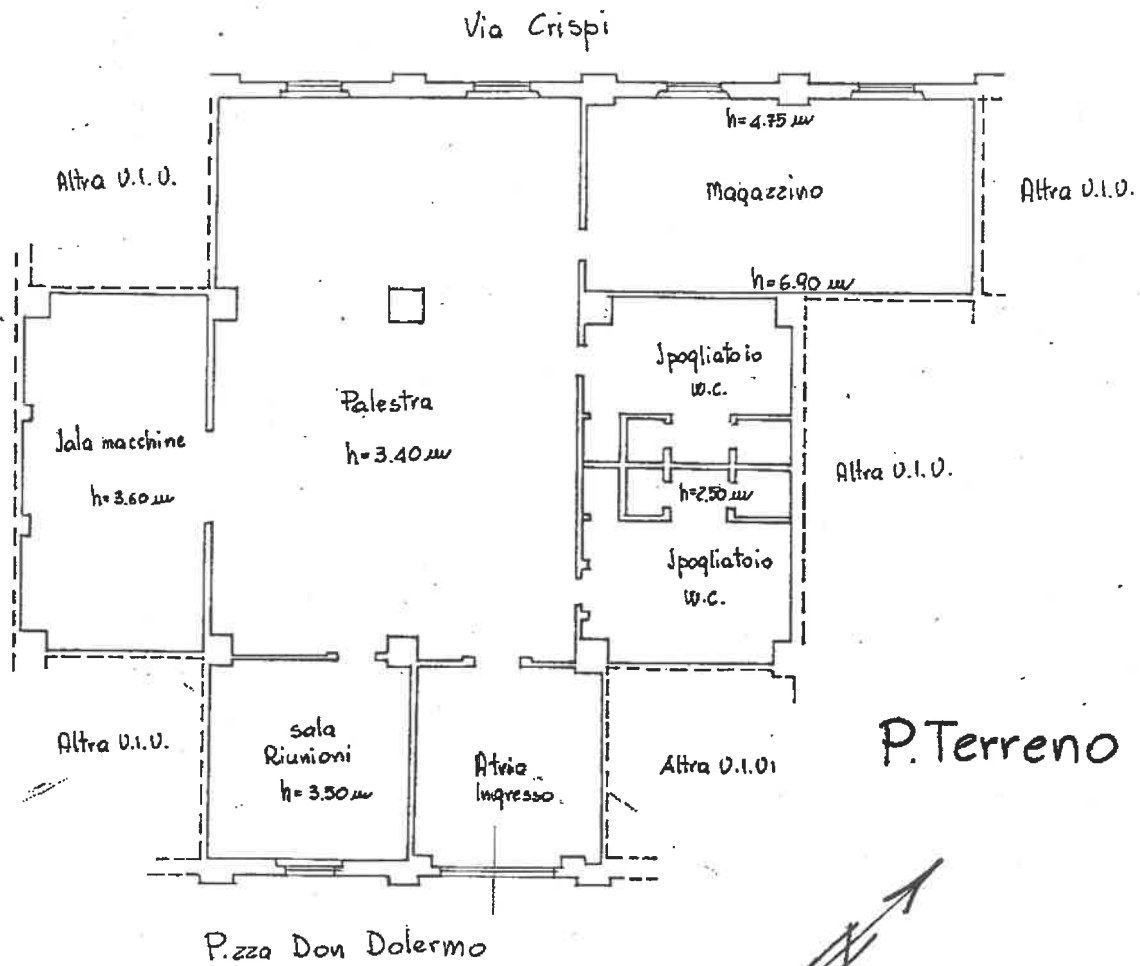 Via Crispi
Altra U.I.U.
h=4.75 m
Magazzino
h=6.90 m
Altra U.I.U.
Spogliatoio
w.c.
Palestra
h=3.40 m
Sala macchine
h=3.60 m
h=2.50 m
Altra U.I.U.
Spogliatoio
w.c.
Altra U.I.U.
sala
Riunioni
h=3.50 m
Atrio
Ingresso
Altra U.I.U.
P.Terreno
P.zza Don Dolermo